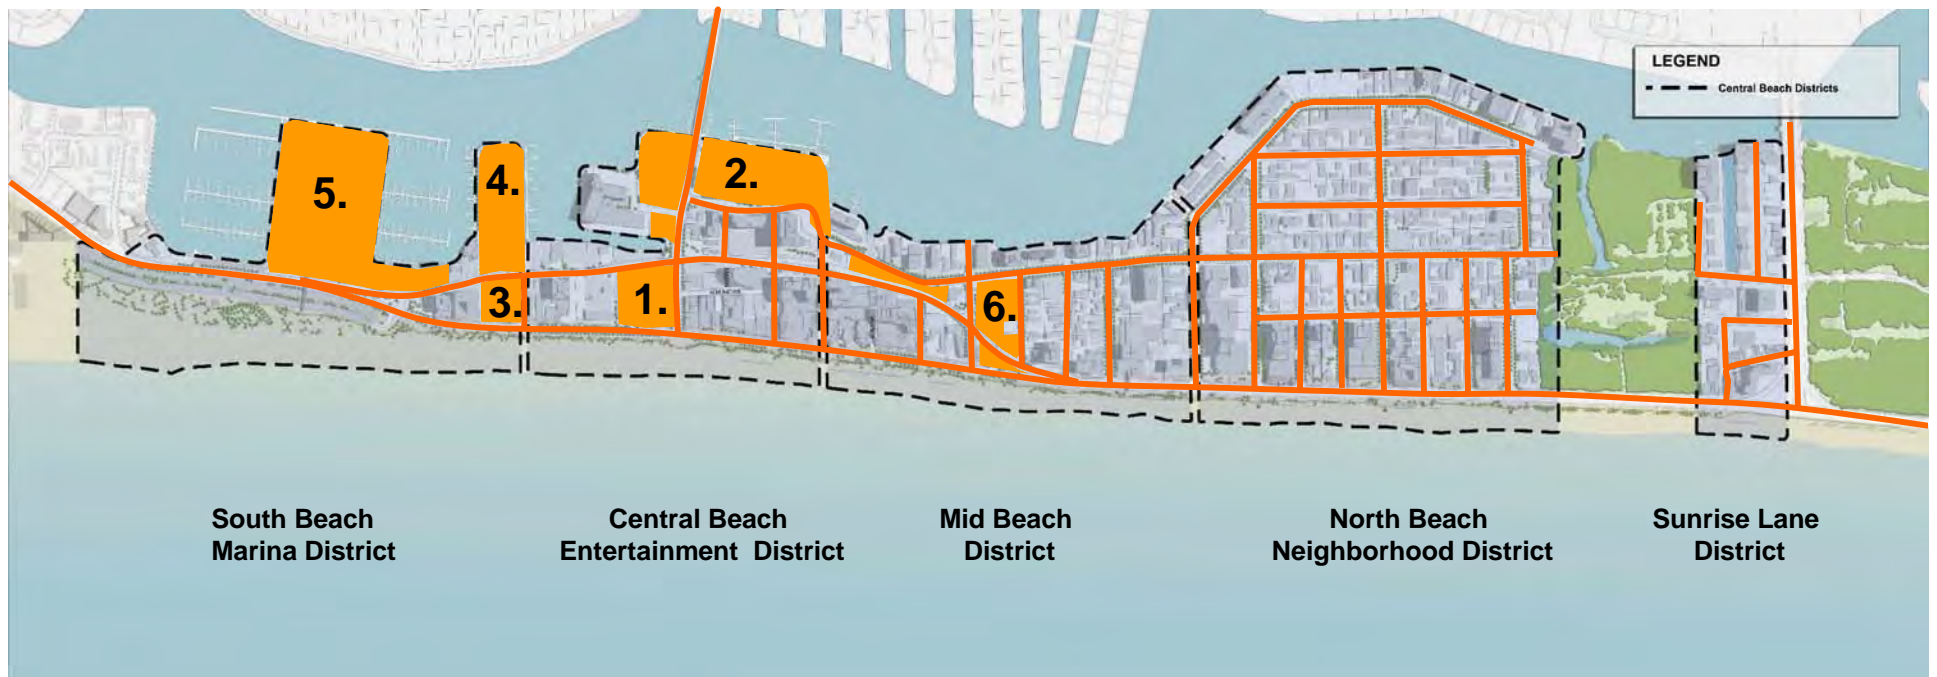 LEGEND
Central Beach Districts
5.
4.
2.
3.
1.
6.
South Beach
Marina District
Central Beach
Entertainment District
Mid Beach
District
North Beach
Neighborhood District
Sunrise Lane
District